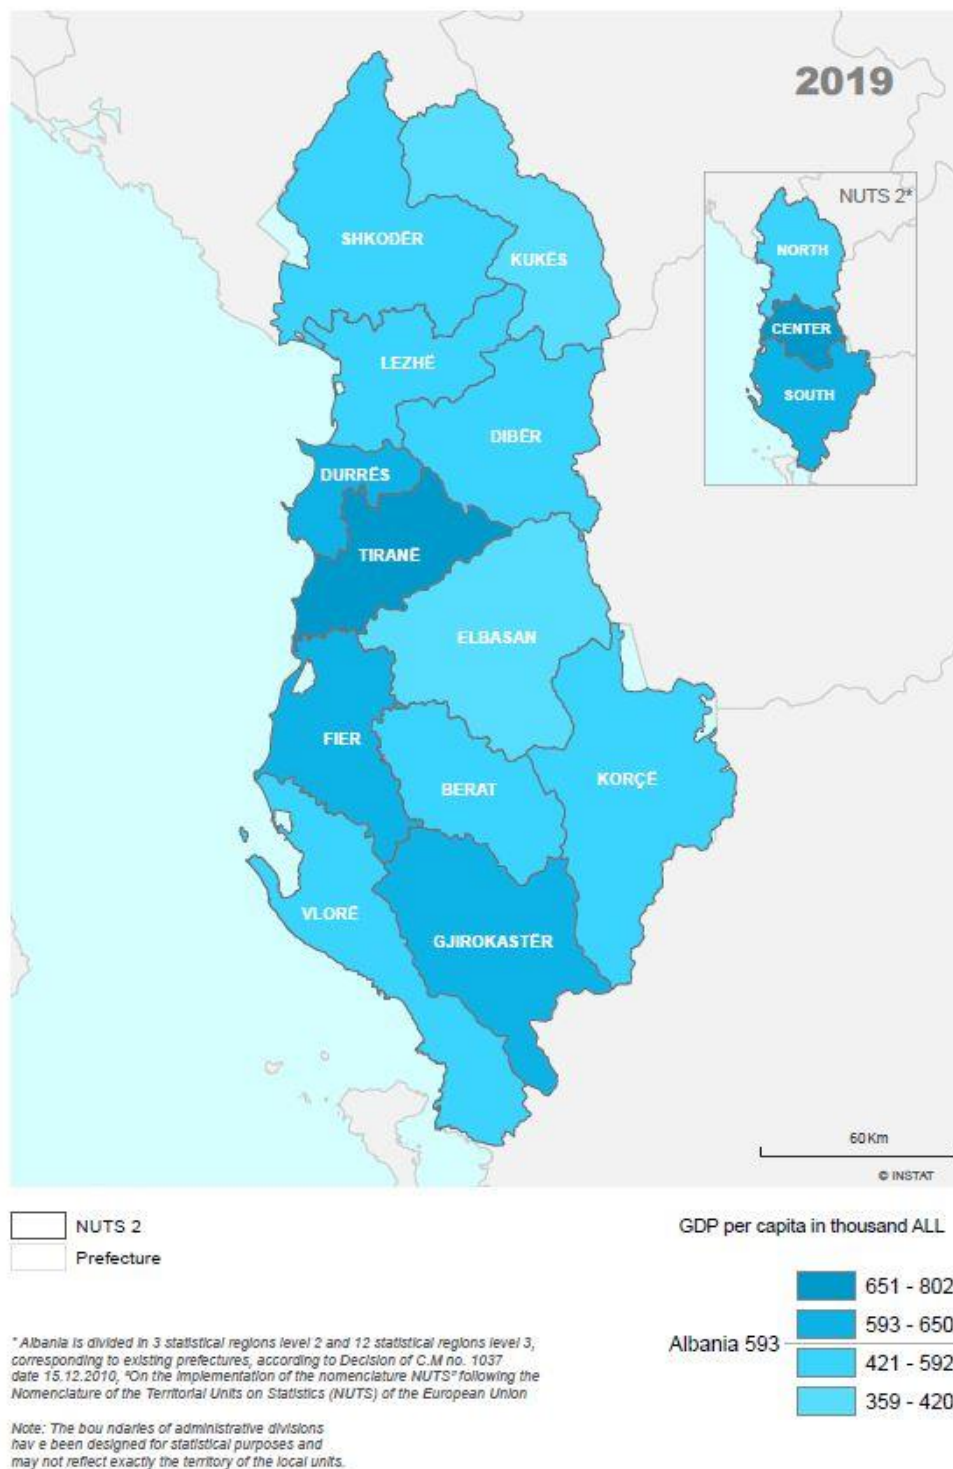 2019
NUTS 2*
NORTH
CENTER
SOUTH
SHKODËR
KUKËS
LEZHË
DIBËR
DURRËS
TIRANË
ELBASAN
FIER
BERAT
KORÇË
VLORË
GJIROKASTËR
60 Km
© INSTAT
NUTS 2
Prefecture
GDP per capita in thousand ALL
651 - 802
593 - 650
Albania 593
421 - 592
359 - 420
* Albania is divided in 3 statistical regions level 2 and 12 statistical regions level 3,
corresponding to existing prefectures, according to Decision of C.M no. 1037
date 15.12.2010, "On the implementation of the nomenclature NUTS" following the
Nomenclature of the Territorial Units on Statistics (NUTS) of the European Union
Note: The bou ndaries of administrative divisions
hav e been designed for statistical purposes and
may not reflect exactly the territory of the local units.